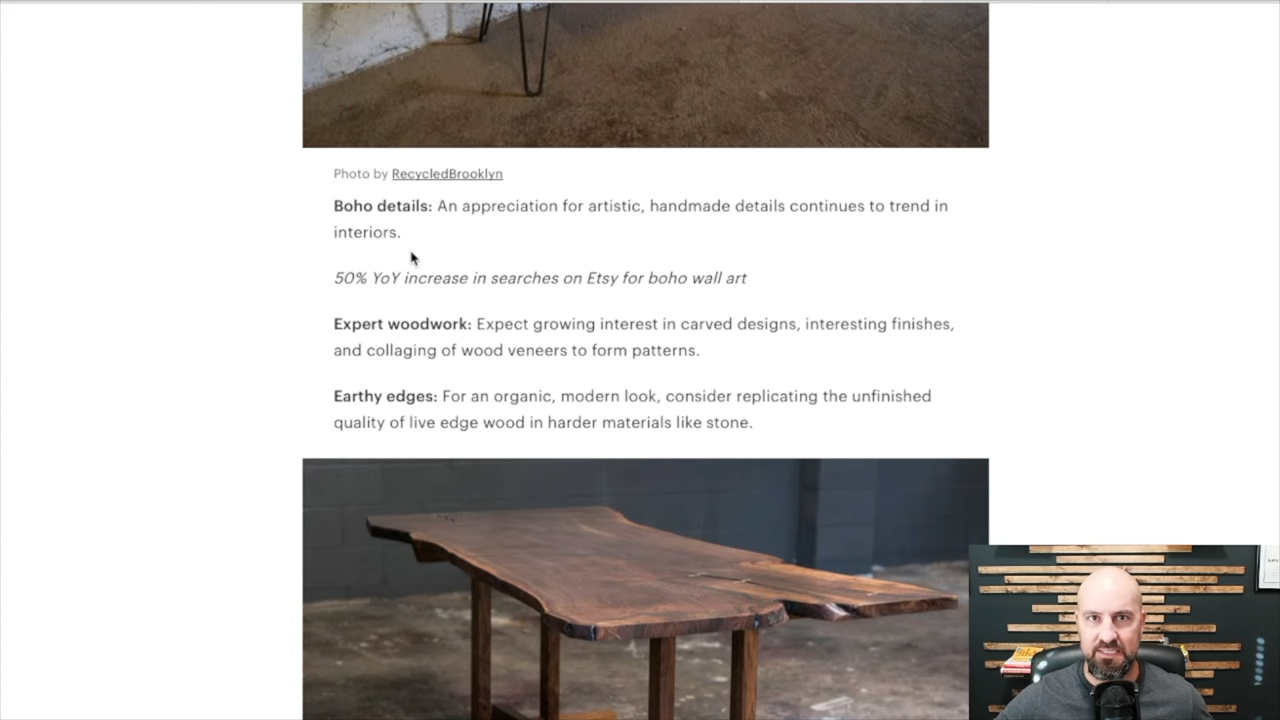 Photo by RecycledBrooklyn
Boho details: An appreciation for artistic, handmade details continues to trend in
interiors.
50% YoY increase in searches on Etsy for boho wall art
Expert woodwork: Expect growing interest in carved designs, interesting finishes,
and collaging of wood veneers to form patterns.
Earthy edges: For an organic, modern look, consider replicating the unfinished
quality of live edge wood in harder materials like stone.